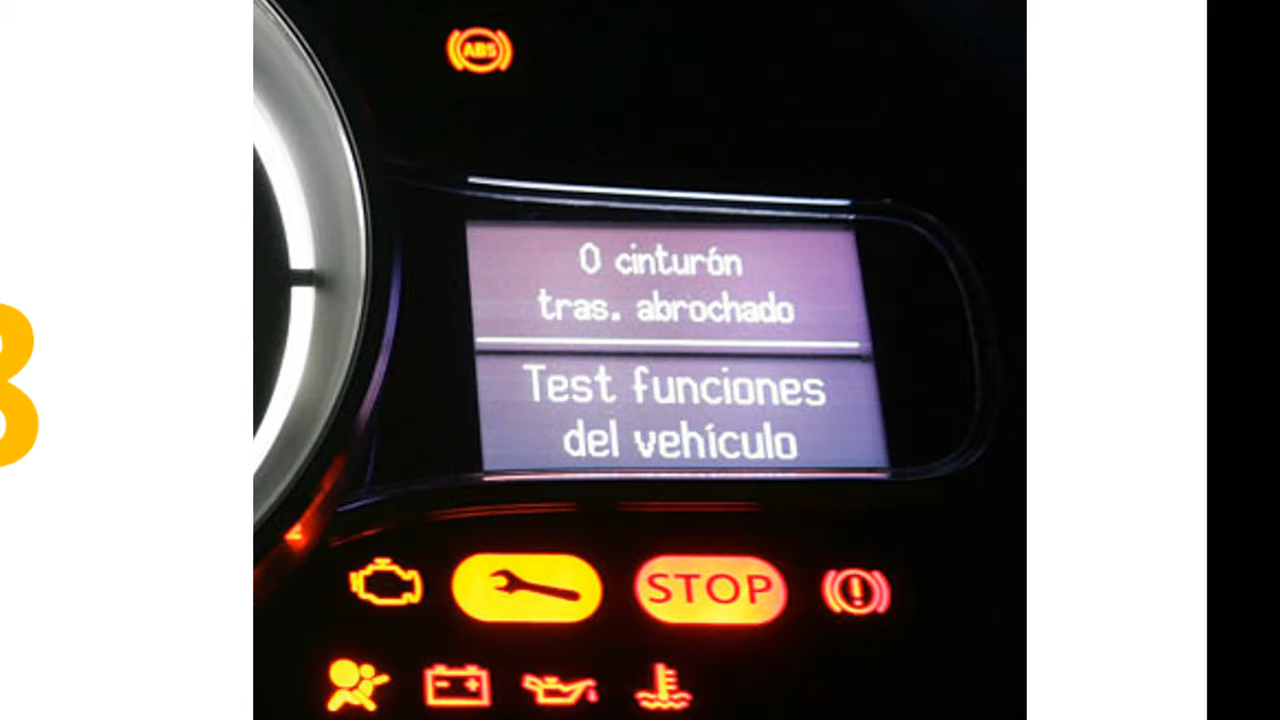 ABS
0 cinturón
tras. abrochado
Test funciones
del vehículo
STOP